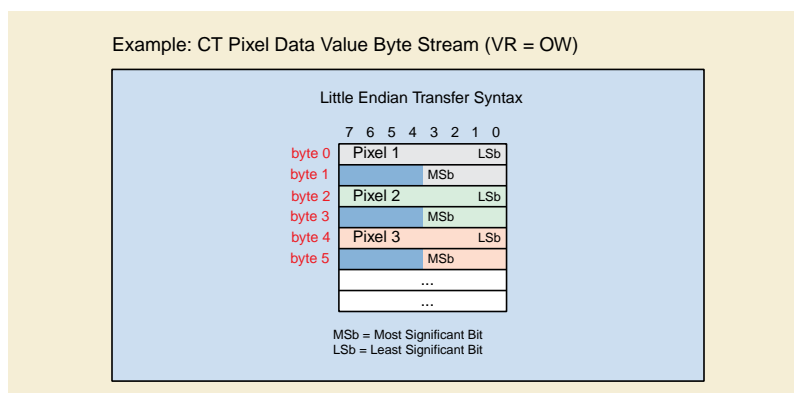 Example: CT Pixel Data Value Byte Stream (VR = OW)
Little Endian Transfer Syntax
7 6 5 4 3 2 1 0
byte 0 Pixel 1 LSb
byte 1 MSb
byte 2 Pixel 2 LSb
byte 3 MSb
byte 4 Pixel 3 LSb
byte 5 MSb
...
...
MSb = Most Significant Bit
LSb = Least Significant Bit